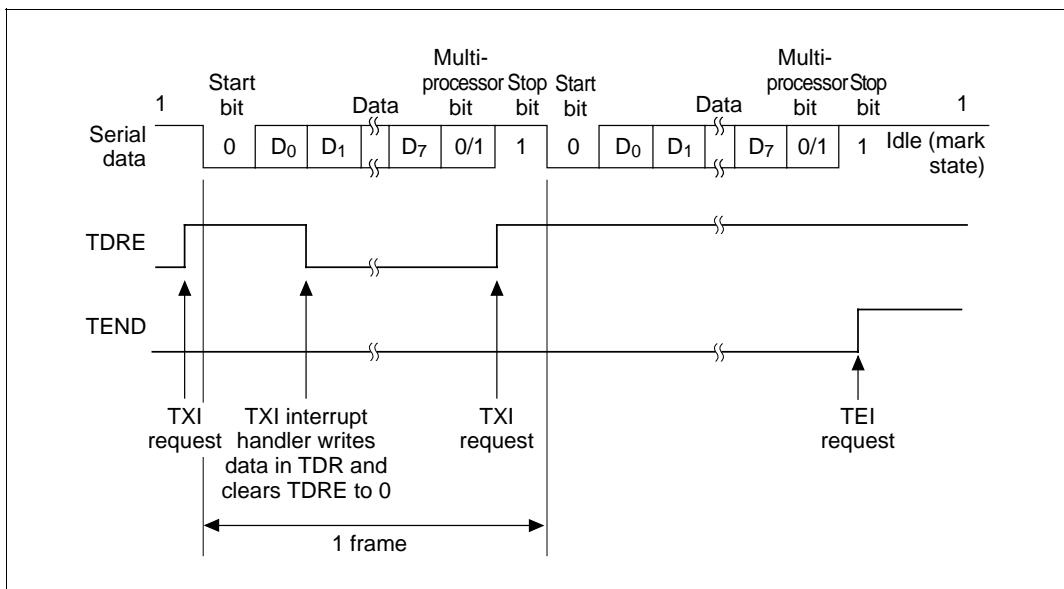 Multi-
processor
bit
Start
bit
Data
Stop
bit
Start
bit
Data
Multi-
processor
bit
Stop
bit
1
1
Serial
data
0
D0
D1
D7
0/1
1
0
D0
D1
D7
0/1
1
Idle (mark
state)
TDRE
TEND
TXI
request
TXI interrupt
handler writes
data in TDR and
clears TDRE to 0
TXI
request
TEI
request
1 frame